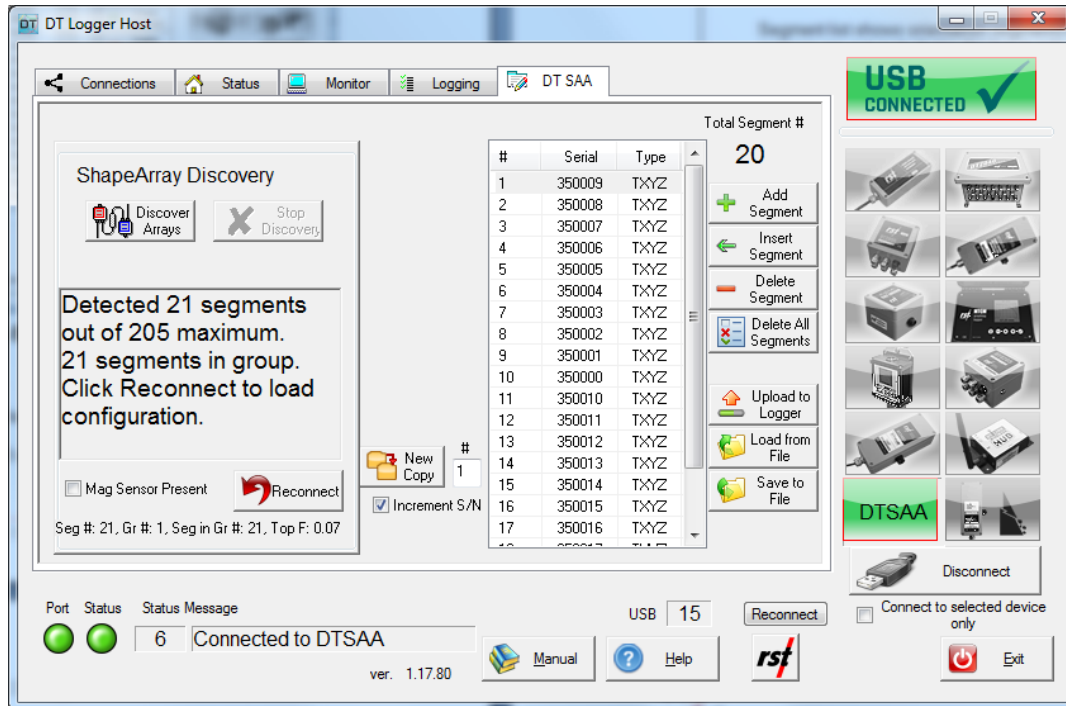 DT DT Logger Host
Connections Status Monitor Logging DT SAA
USB
CONNECTED
Total Segment #
20
ShapeArray Discovery
Discover
Arrays
Stop
Discovery
Detected 21 segments
out of 205 maximum.
21 segments in group.
Click Reconnect to load
configuration.
Mag Sensor Present
Reconnect
Seg #: 21, Gr #: 1, Seg in Gr #: 21, Top F: 0.07
New
Copy
#
1
Increment S/N
# Serial Type
1 350009 TXYZ
2 350008 TXYZ
3 350007 TXYZ
4 350006 TXYZ
5 350005 TXYZ
6 350004 TXYZ
7 350003 TXYZ
8 350002 TXYZ
9 350001 TXYZ
10 350000 TXYZ
11 350010 TXYZ
12 350011 TXYZ
13 350012 TXYZ
14 350013 TXYZ
15 350014 TXYZ
16 350015 TXYZ
17 350016 TXYZ
Add
Segment
Insert
Segment
Delete
Segment
Delete All
Segments
Upload to
Logger
Load from
File
Save to
File
DTSAA
Disconnect
Connect to selected device
only
Port Status Status Message
6 Connected to DTSAA
ver. 1.17.80
USB 15
Reconnect
Manual
Help
rst
Exit